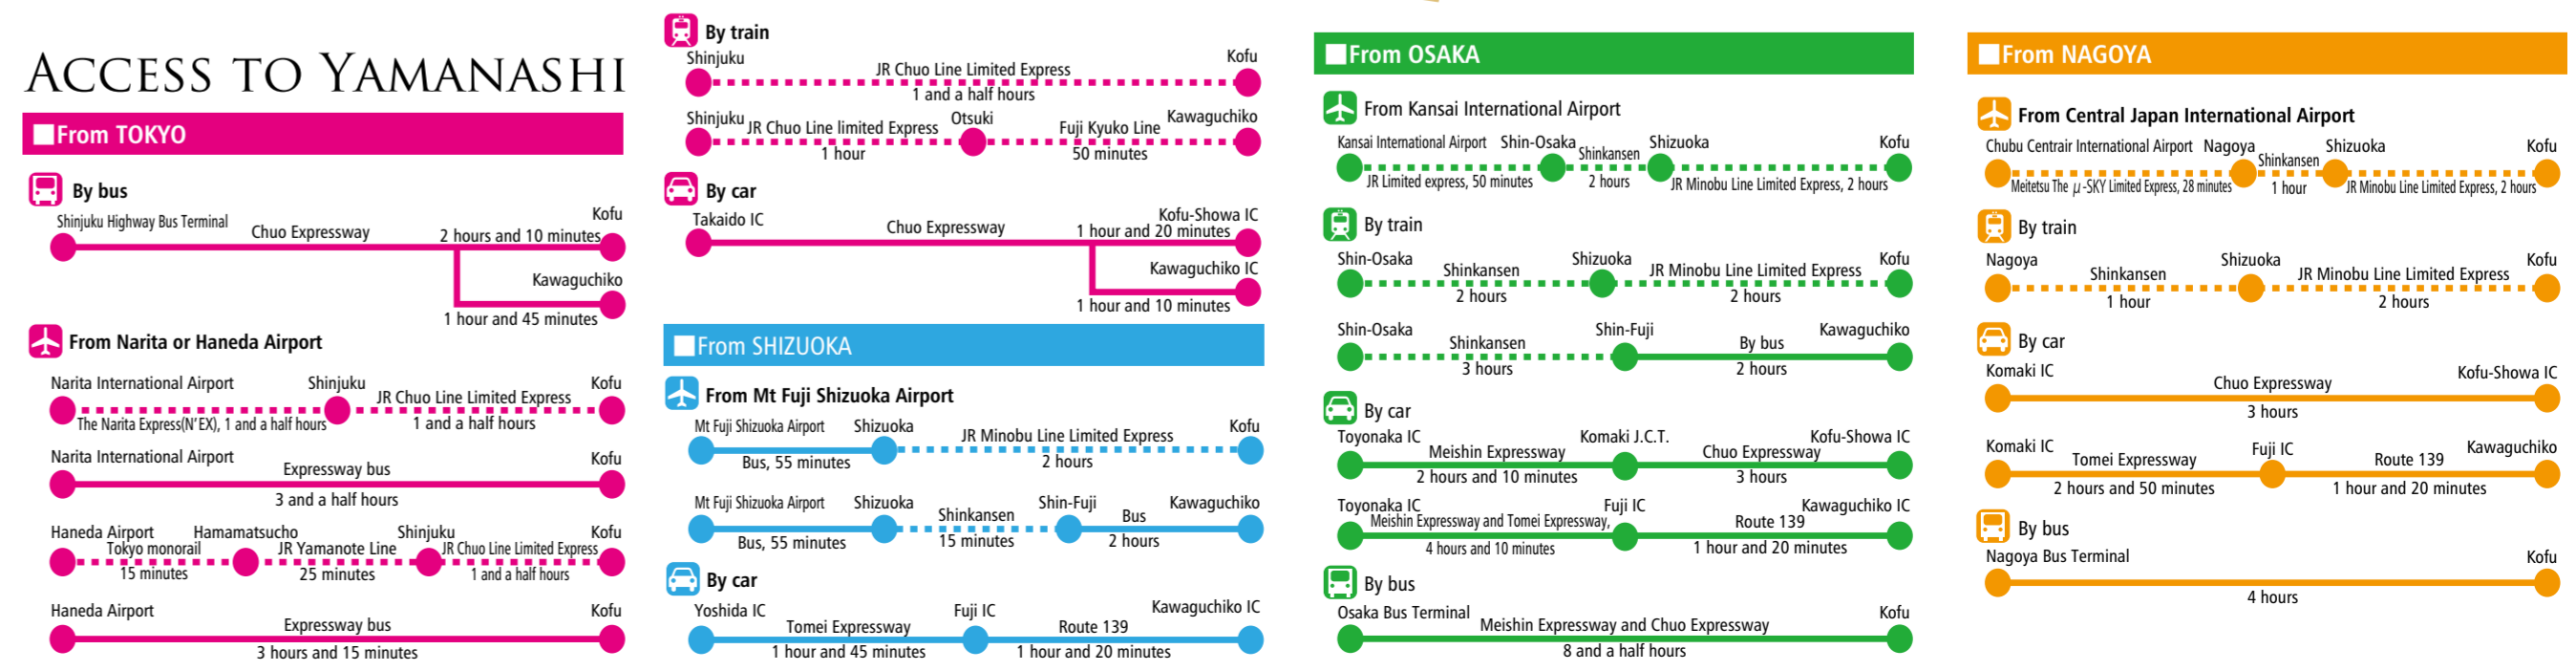 ACCESS TO YAMANASHI
From TOKYO
By bus
Shinjuku Highway Bus Terminal
Chuo Expressway
2 hours and 10 minutes
Kofu
Kawaguchiko
1 hour and 45 minutes
From Narita or Haneda Airport
Narita International Airport
Shinjuku
Kofu
The Narita Express(N'EX), 1 and a half hours
JR Chuo Line Limited Express
1 and a half hours
Narita International Airport
Kofu
Expressway bus
3 and a half hours
Haneda Airport
Hamamatsucho
Shinjuku
Kofu
Tokyo monorail
15 minutes
JR Yamanote Line
25 minutes
JR Chuo Line Limited Express
1 and a half hours
Haneda Airport
Kofu
Expressway bus
3 hours and 15 minutes
By train
Shinjuku
Kofu
JR Chuo Line Limited Express
1 and a half hours
Shinjuku
Otsuki
Kawaguchiko
JR Chuo Line limited Express
1 hour
Fuji Kyuko Line
50 minutes
By car
Takaido IC
Chuo Expressway
Kofu-Showa IC
1 hour and 20 minutes
Kawaguchiko IC
1 hour and 10 minutes
From SHIZUOKA
From Mt Fuji Shizuoka Airport
Mt Fuji Shizuoka Airport
Shizuoka
Kofu
Bus, 55 minutes
JR Minobu Line Limited Express
2 hours
Mt Fuji Shizuoka Airport
Shizuoka
Shin-Fuji
Kawaguchiko
Bus, 55 minutes
Shinkansen
15 minutes
Bus
2 hours
By car
Yoshida IC
Fuji IC
Kawaguchiko IC
Tomei Expressway
1 hour and 45 minutes
Route 139
1 hour and 20 minutes
From OSAKA
From Kansai International Airport
Kansai International Airport
Shin-Osaka
Shizuoka
Kofu
JR Limited express, 50 minutes
Shinkansen
2 hours
JR Minobu Line Limited Express, 2 hours
By train
Shin-Osaka
Shizuoka
Kofu
Shinkansen
2 hours
JR Minobu Line Limited Express
2 hours
Shin-Osaka
Shin-Fuji
Kawaguchiko
Shinkansen
3 hours
By bus
2 hours
By car
Toyonaka IC
Komaki J.C.T.
Kofu-Showa IC
Meishin Expressway
2 hours and 10 minutes
Chuo Expressway
3 hours
Toyonaka IC
Fuji IC
Kawaguchiko IC
Meishin Expressway and Tomei Expressway,
4 hours and 10 minutes
Route 139
1 hour and 20 minutes
By bus
Osaka Bus Terminal
Kofu
Meishin Expressway and Chuo Expressway
8 and a half hours
From NAGOYA
From Central Japan International Airport
Chubu Centrair International Airport
Nagoya
Shizuoka
Kofu
Meitetsu The μ-SKY Limited Express, 28 minutes
Shinkansen
1 hour
JR Minobu Line Limited Express, 2 hours
By train
Nagoya
Shizuoka
Kofu
Shinkansen
1 hour
JR Minobu Line Limited Express
2 hours
By car
Komaki IC
Kofu-Showa IC
Chuo Expressway
3 hours
Komaki IC
Fuji IC
Kawaguchiko
Tomei Expressway
2 hours and 50 minutes
Route 139
1 hour and 20 minutes
By bus
Nagoya Bus Terminal
Kofu
4 hours